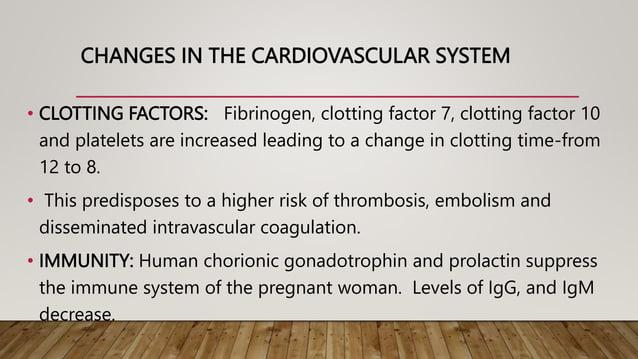 CHANGES IN THE CARDIOVASCULAR SYSTEM
• CLOTTING FACTORS: Fibrinogen, clotting factor 7, clotting factor 10
and platelets are increased leading to a change in clotting time-from
12 to 8.
• This predisposes to a higher risk of thrombosis, embolism and
disseminated intravascular coagulation.
• IMMUNITY: Human chorionic gonadotrophin and prolactin suppress
the immune system of the pregnant woman. Levels of IgG, and IgM
decrease.